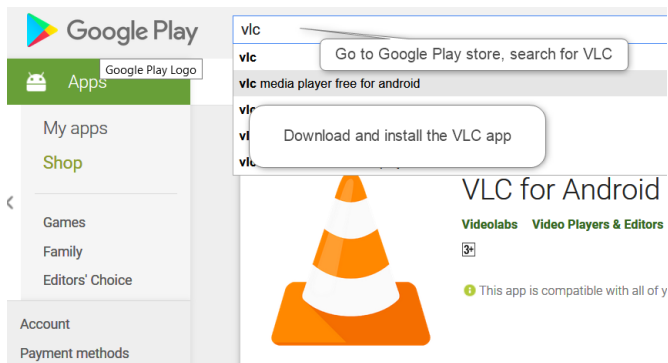 Google Play
vlc
Go to Google Play store, search for VLC
vlc
Google Play Logo
Apps
vlc media player free for android
vlc
My apps
Download and install the VLC app
Shop
VLC for Android
Videolabs Video Players & Editors
Games
3+
Family
Editors' Choice
This app is compatible with all of
Account
Payment methods